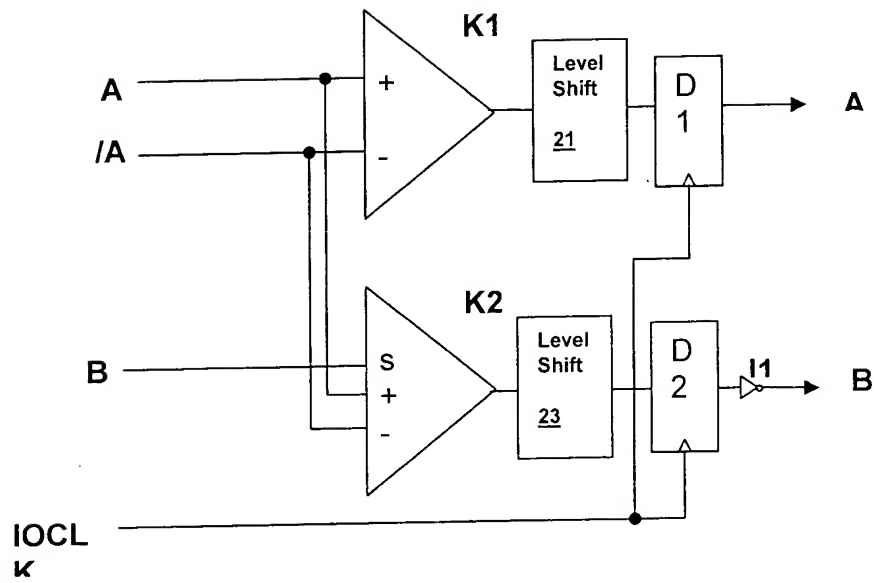 K1
A
+
/A
-
Level
Shift
21
D
1
A
K2
B
S
+
-
Level
Shift
23
D
2
I1
B
IOCL
K